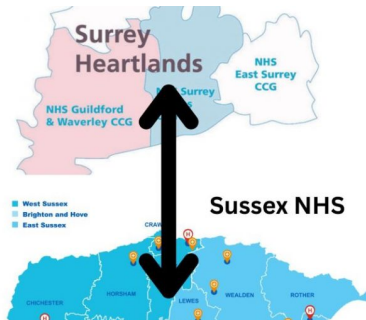 Surrey
Heartlands
NHS
East Surrey
CCG
Surrey
NHS Guildford
& Waverley CCG
West Sussex
Brighton and Hove
East Sussex
Sussex NHS
CRAW
H
CHICHESTER
HORSHAM
LEWES
WEALDEN
ROTHER
H
H